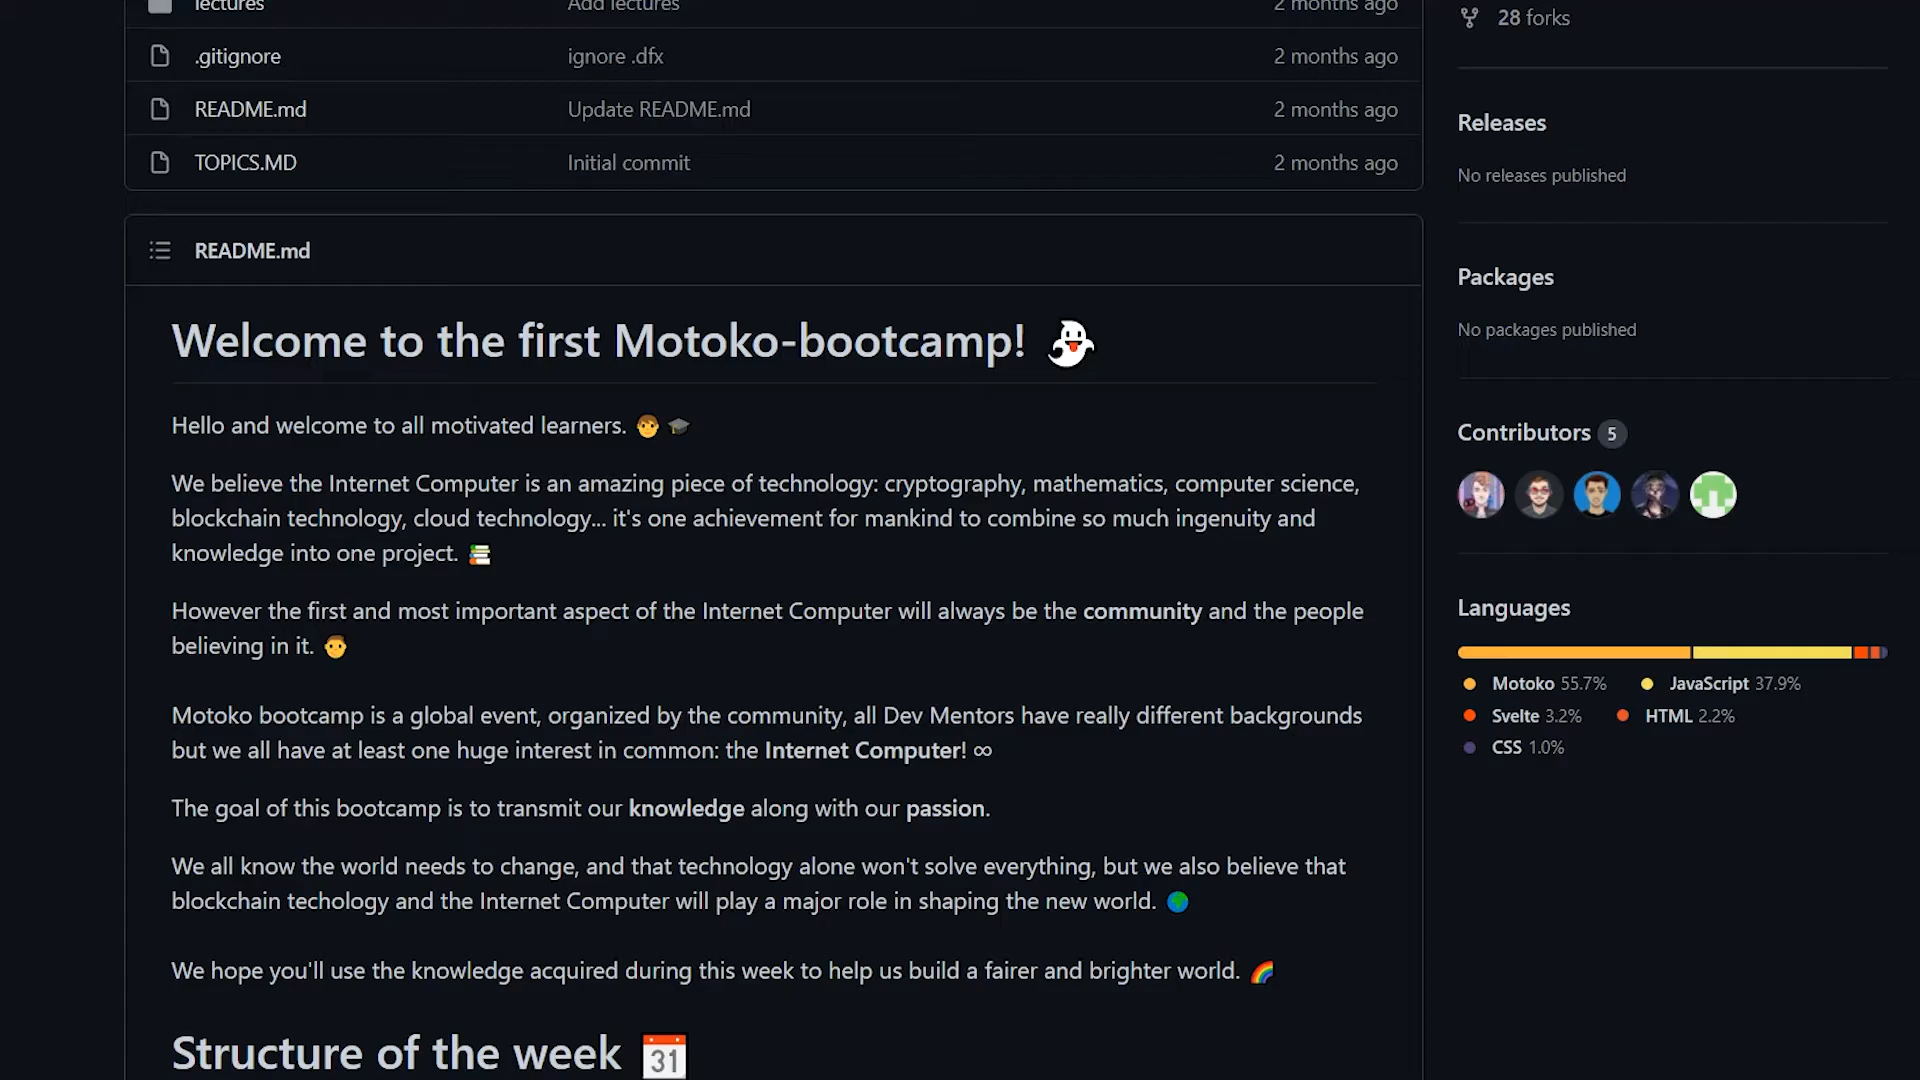 lectures Add lectures 2 months ago
.gitignore ignore .dfx 2 months ago
README.md Update README.md 2 months ago
TOPICS.MD Initial commit 2 months ago
README.md
Welcome to the first Motoko-bootcamp! 👻
Hello and welcome to all motivated learners. 🧑 🎓
We believe the Internet Computer is an amazing piece of technology: cryptography, mathematics, computer science,
blockchain technology, cloud technology... it's one achievement for mankind to combine so much ingenuity and
knowledge into one project. 📚
However the first and most important aspect of the Internet Computer will always be the community and the people
believing in it. 👨
Motoko bootcamp is a global event, organized by the community, all Dev Mentors have really different backgrounds
but we all have at least one huge interest in common: the Internet Computer! ∞
The goal of this bootcamp is to transmit our knowledge along with our passion.
We all know the world needs to change, and that technology alone won't solve everything, but we also believe that
blockchain techology and the Internet Computer will play a major role in shaping the new world. 🌍
We hope you'll use the knowledge acquired during this week to help us build a fairer and brighter world. 🌈
Structure of the week 📅
28 forks
Releases
No releases published
Packages
No packages published
Contributors 5
Languages
Motoko 55.7% JavaScript 37.9%
Svelte 3.2% HTML 2.2%
CSS 1.0%